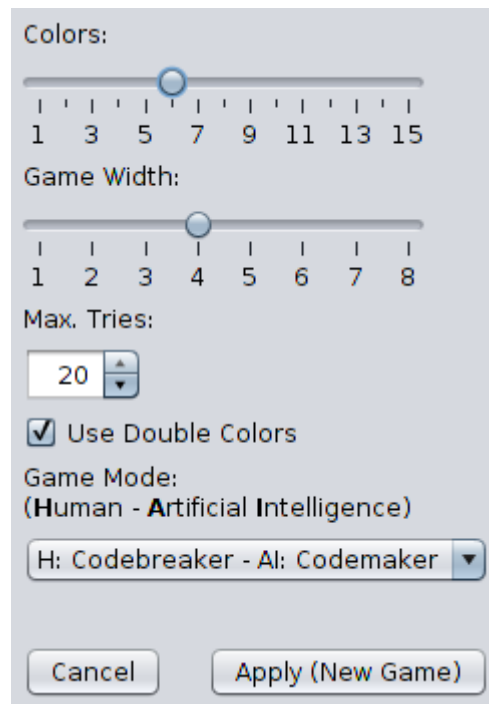 Colors:
1 3 5 7 9 11 13 15
Game Width:
1 2 3 4 5 6 7 8
Max. Tries:
20
Use Double Colors
Game Mode:
(Human - Artificial Intelligence)
H: Codebreaker - AI: Codemaker
Cancel Apply (New Game)